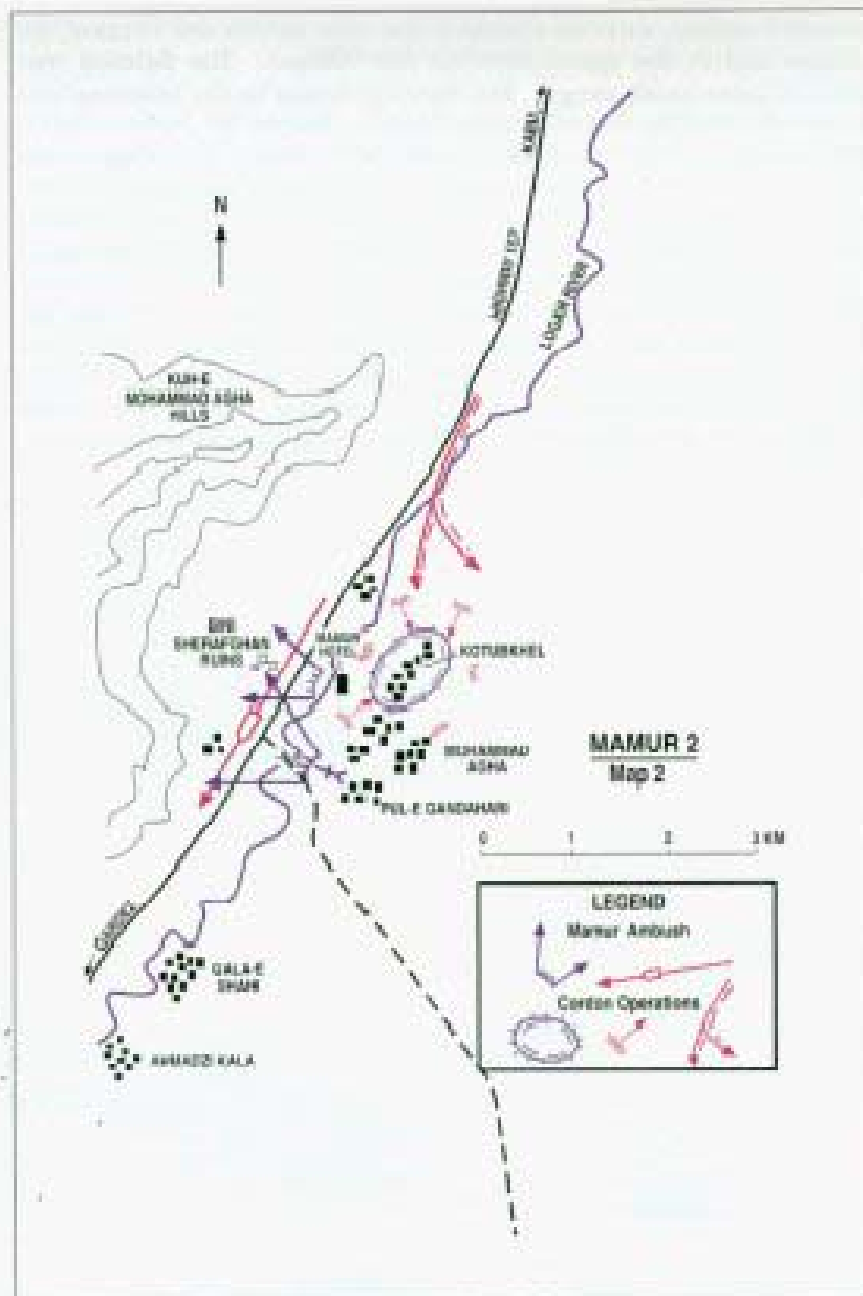 N
KABUL
HIGHWAY 157
LOGAR RIVER
KUH-E
MOHAMMAD AGHA
HILLS
SHERAFGHAN
RUINS
MAMUR
HOTEL
KOTUBKHEL
MOHAMMAD
AGHA
MAMUR 2
Map 2
PUL-E QANDAHARI
0 1 2 3 KM
LEGEND
Mamur Ambush
Cordon Operations
GARDEZ
QALA-E
SHAHI
AHMADZI KALA